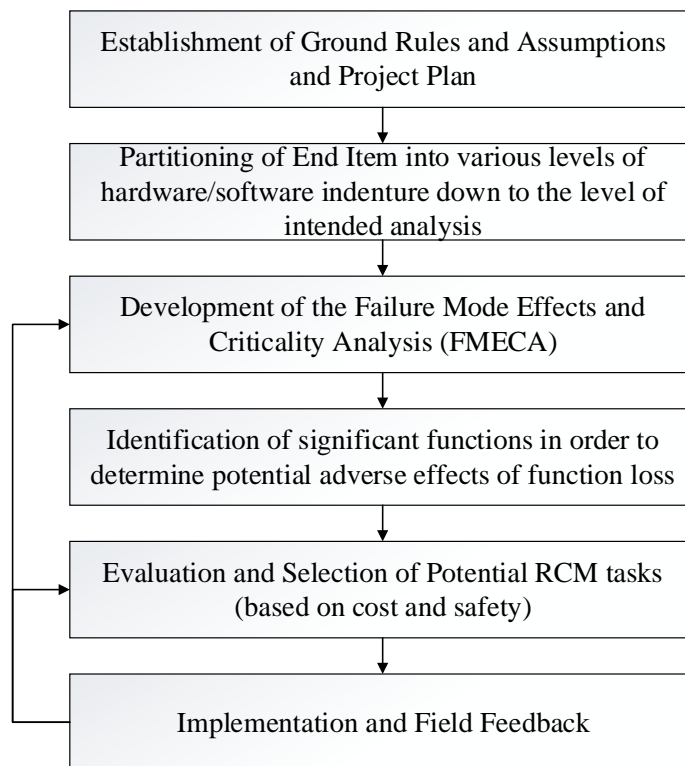 Establishment of Ground Rules and Assumptions
and Project Plan
Partitioning of End Item into various levels of
hardware/software indenture down to the level of
intended analysis
Development of the Failure Mode Effects and
Criticality Analysis (FMECA)
Identification of significant functions in order to
determine potential adverse effects of function loss
Evaluation and Selection of Potential RCM tasks
(based on cost and safety)
Implementation and Field Feedback